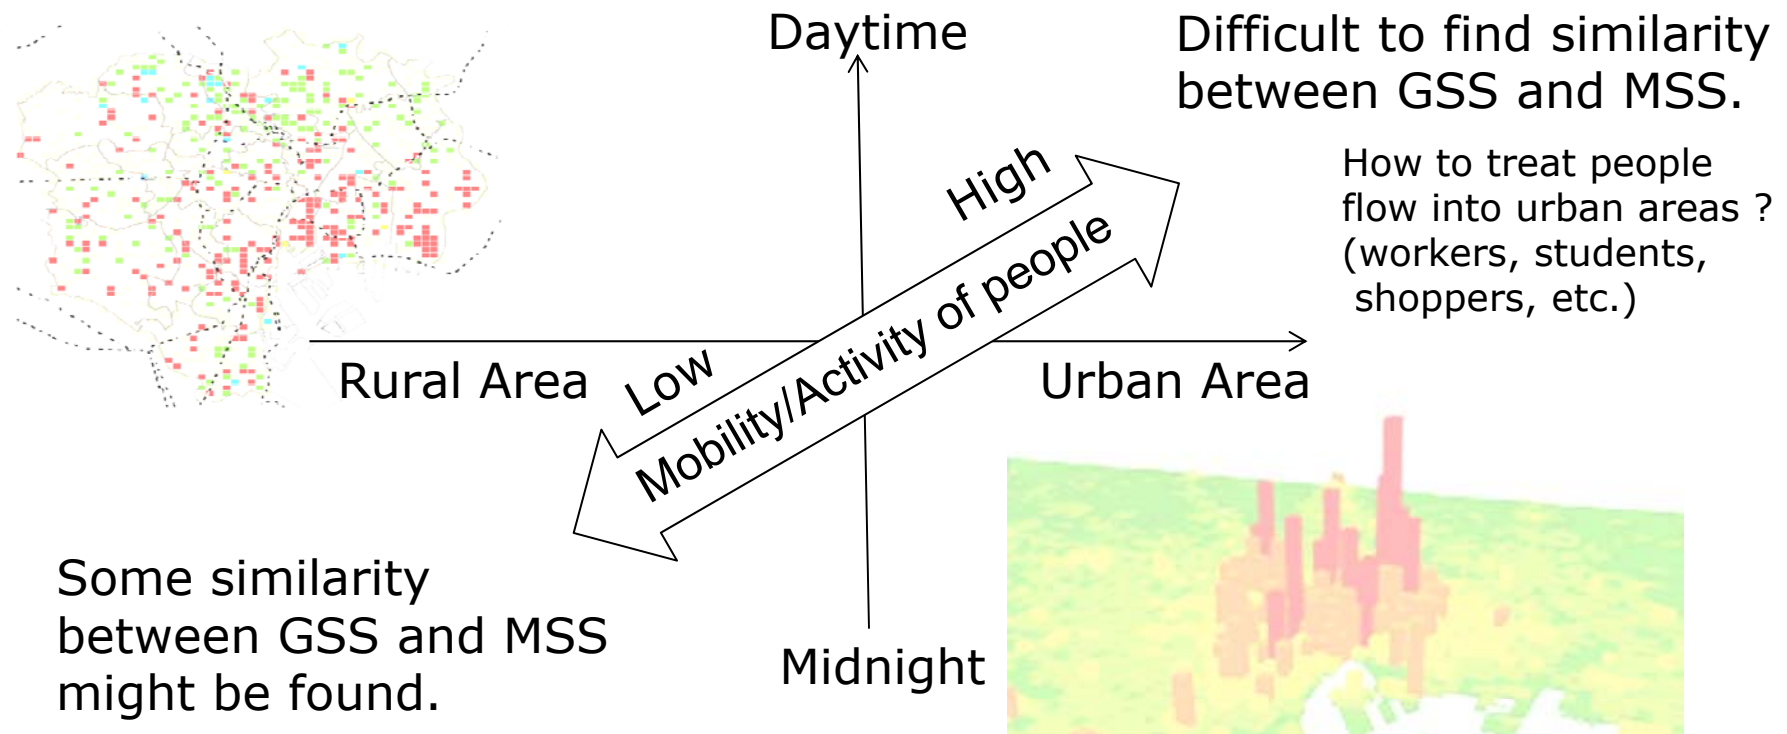 Daytime
Difficult to find similarity
between GSS and MSS.
How to treat people
flow into urban areas ?
(workers, students,
shoppers, etc.)
High
Mobility/Activity of people
Low
Rural Area
Urban Area
Some similarity
between GSS and MSS
might be found.
Midnight